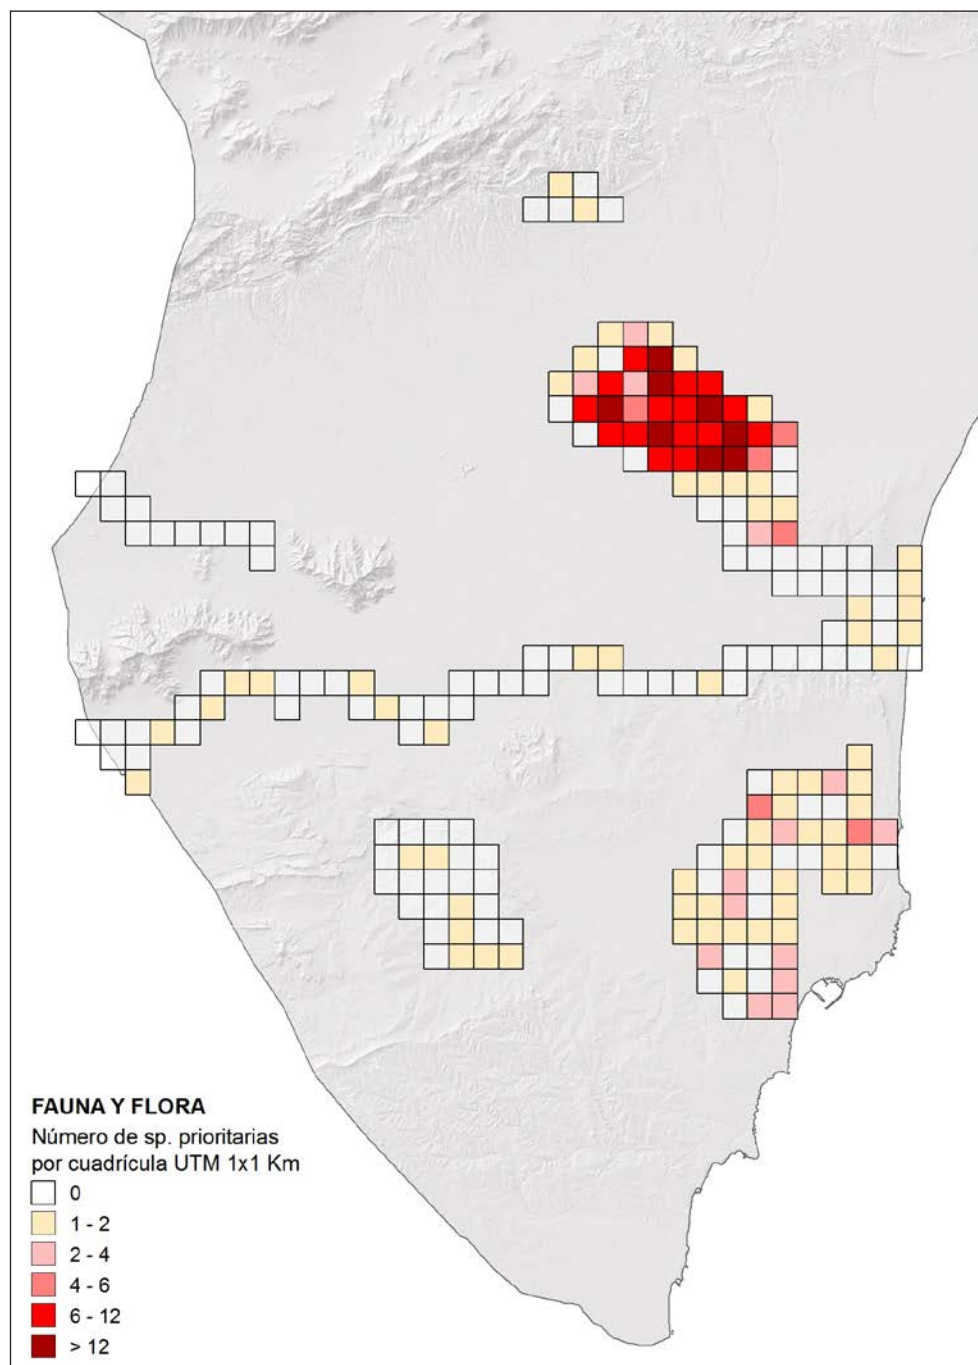 FAUNA Y FLORA
Número de sp. prioritarias
por cuadrícula UTM 1x1 Km
0
1 - 2
2 - 4
4 - 6
6 - 12
> 12